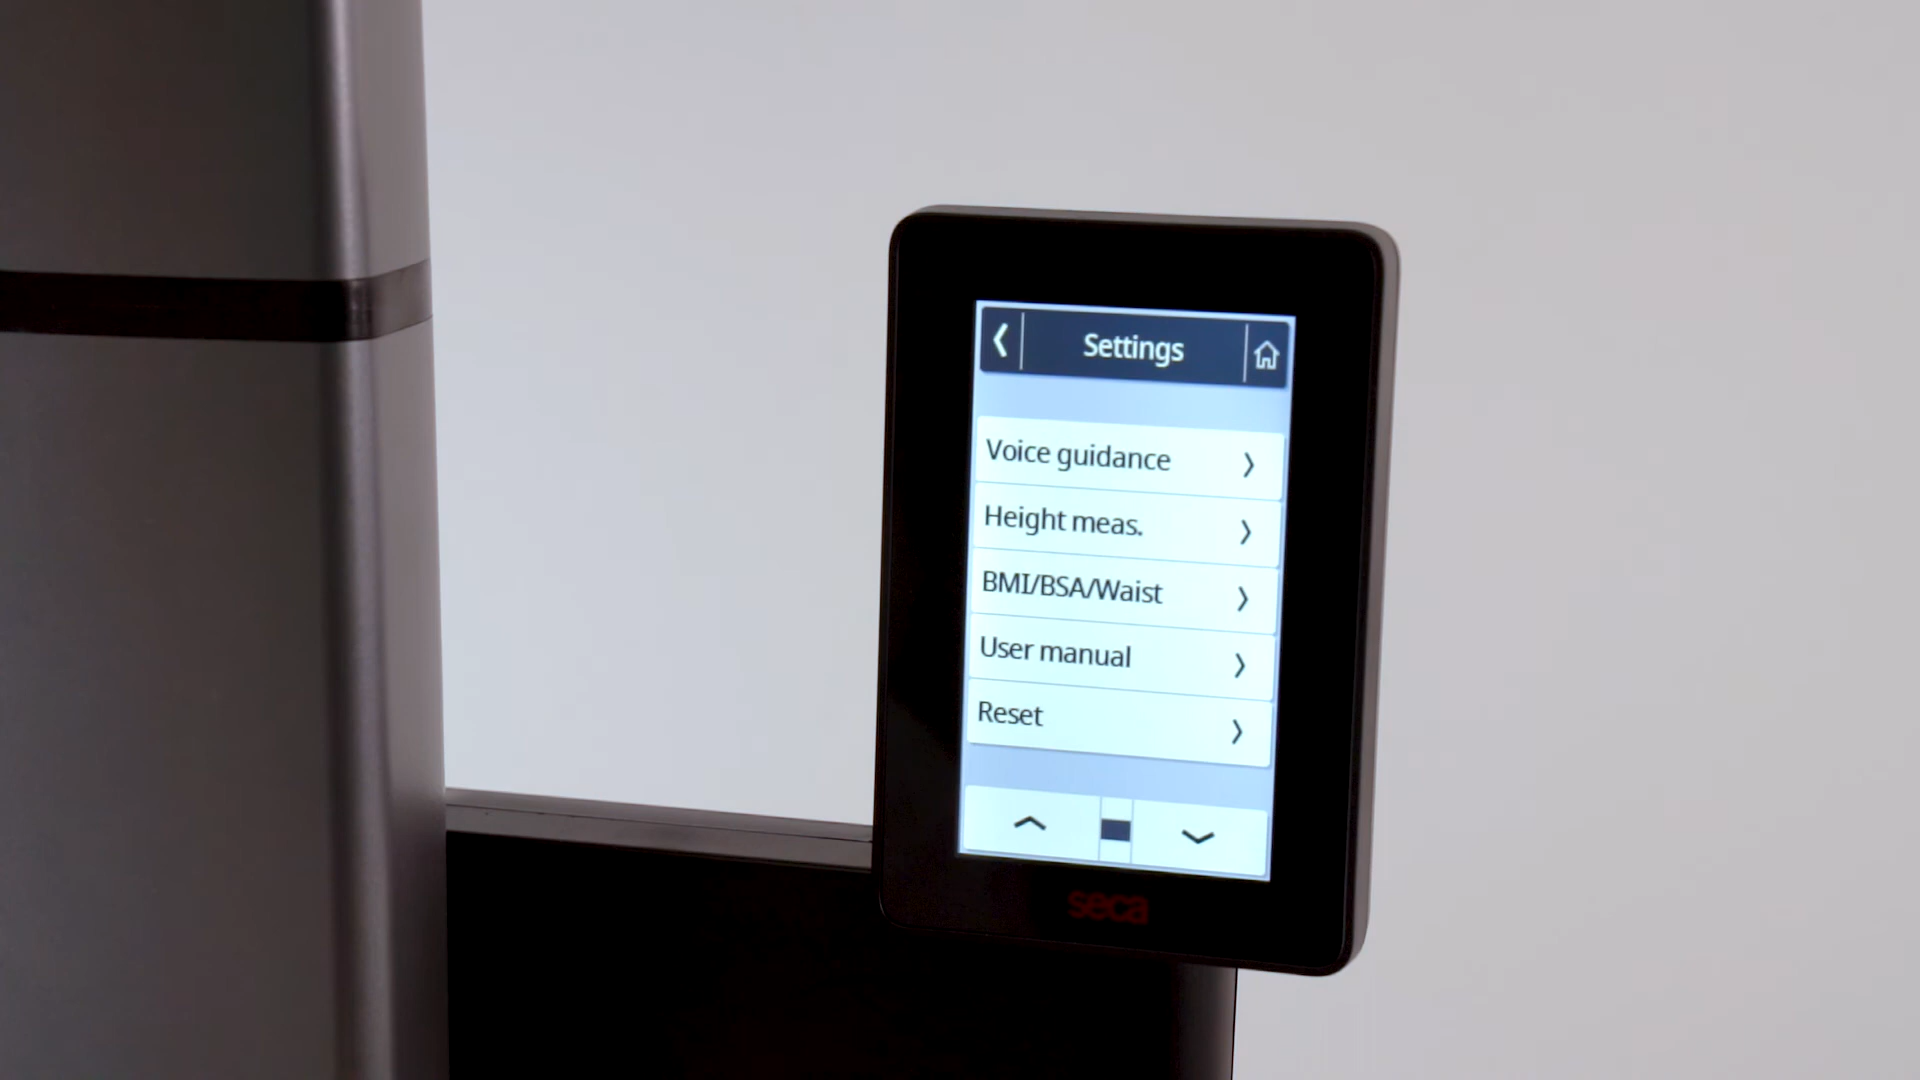 Settings
Voice guidance
Height meas.
BMI/BSA/Waist
User manual
Reset
seca